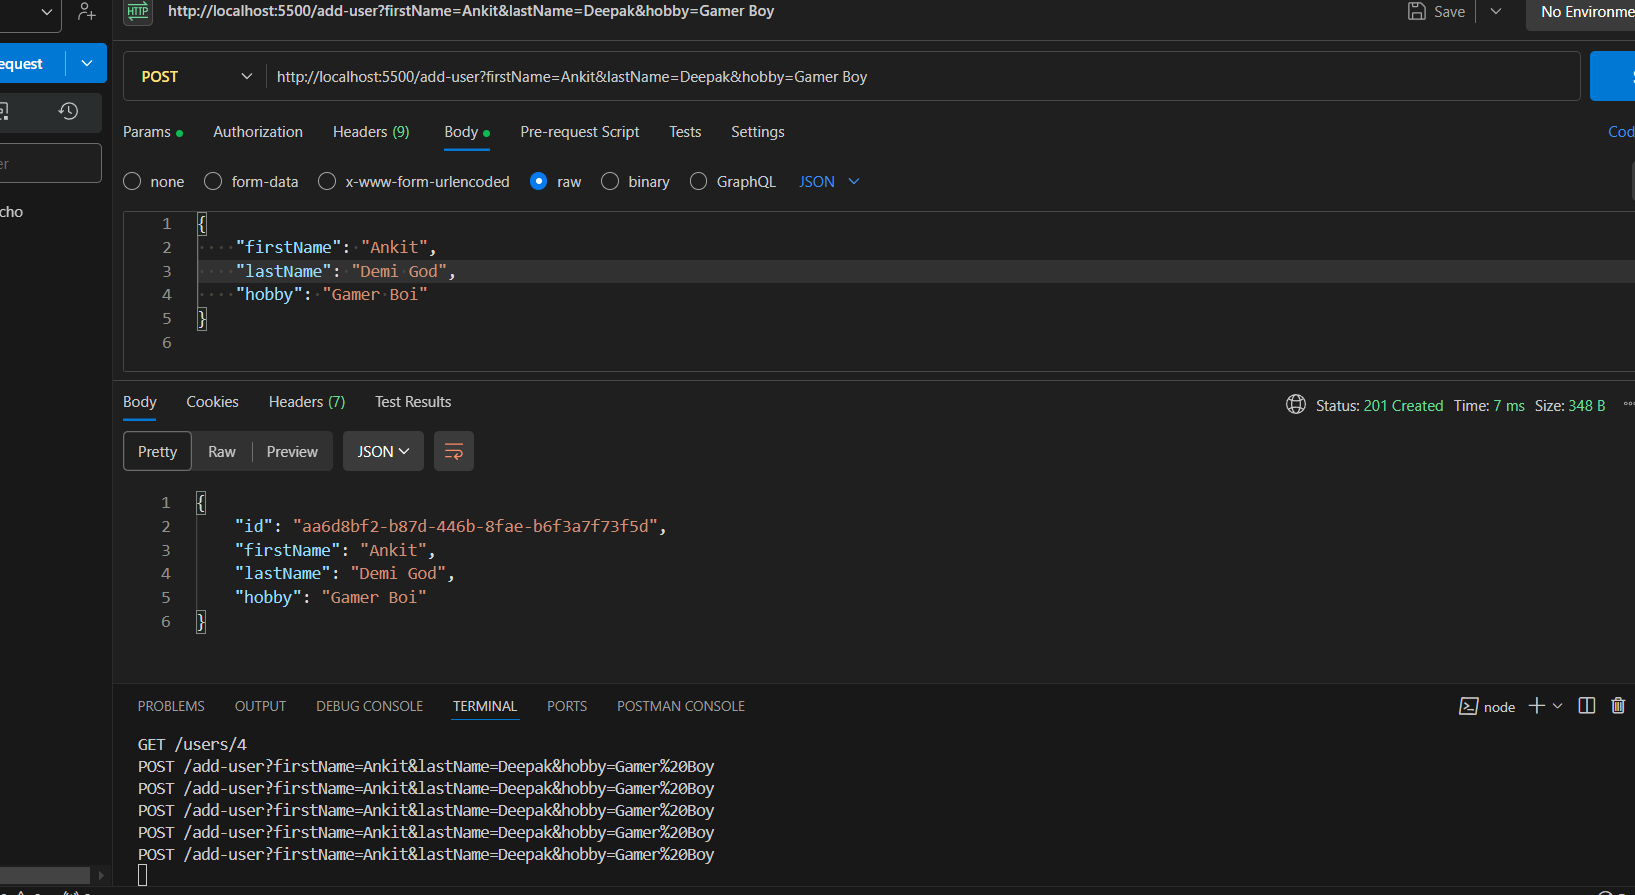 HTTP http://localhost:5500/add-user?firstName=Ankit&lastName=Deepak&hobby=Gamer Boy Save No Environme
equest POST http://localhost:5500/add-user?firstName=Ankit&lastName=Deepak&hobby=Gamer Boy S
Params Authorization Headers (9) Body Pre-request Script Tests Settings Cod
er none form-data x-www-form-urlencoded raw binary GraphQL JSON
cho
1 {
2 "firstName": "Ankit",
3 "lastName": "Demi God",
4 "hobby": "Gamer Boi"
5 }
6
Body Cookies Headers (7) Test Results Status: 201 Created Time: 7 ms Size: 348 B
Pretty Raw Preview JSON
1 {
2 "id": "aa6d8bf2-b87d-446b-8fae-b6f3a7f73f5d",
3 "firstName": "Ankit",
4 "lastName": "Demi God",
5 "hobby": "Gamer Boi"
6 }
PROBLEMS OUTPUT DEBUG CONSOLE TERMINAL PORTS POSTMAN CONSOLE node
GET /users/4
POST /add-user?firstName=Ankit&lastName=Deepak&hobby=Gamer%20Boy
POST /add-user?firstName=Ankit&lastName=Deepak&hobby=Gamer%20Boy
POST /add-user?firstName=Ankit&lastName=Deepak&hobby=Gamer%20Boy
POST /add-user?firstName=Ankit&lastName=Deepak&hobby=Gamer%20Boy
POST /add-user?firstName=Ankit&lastName=Deepak&hobby=Gamer%20Boy